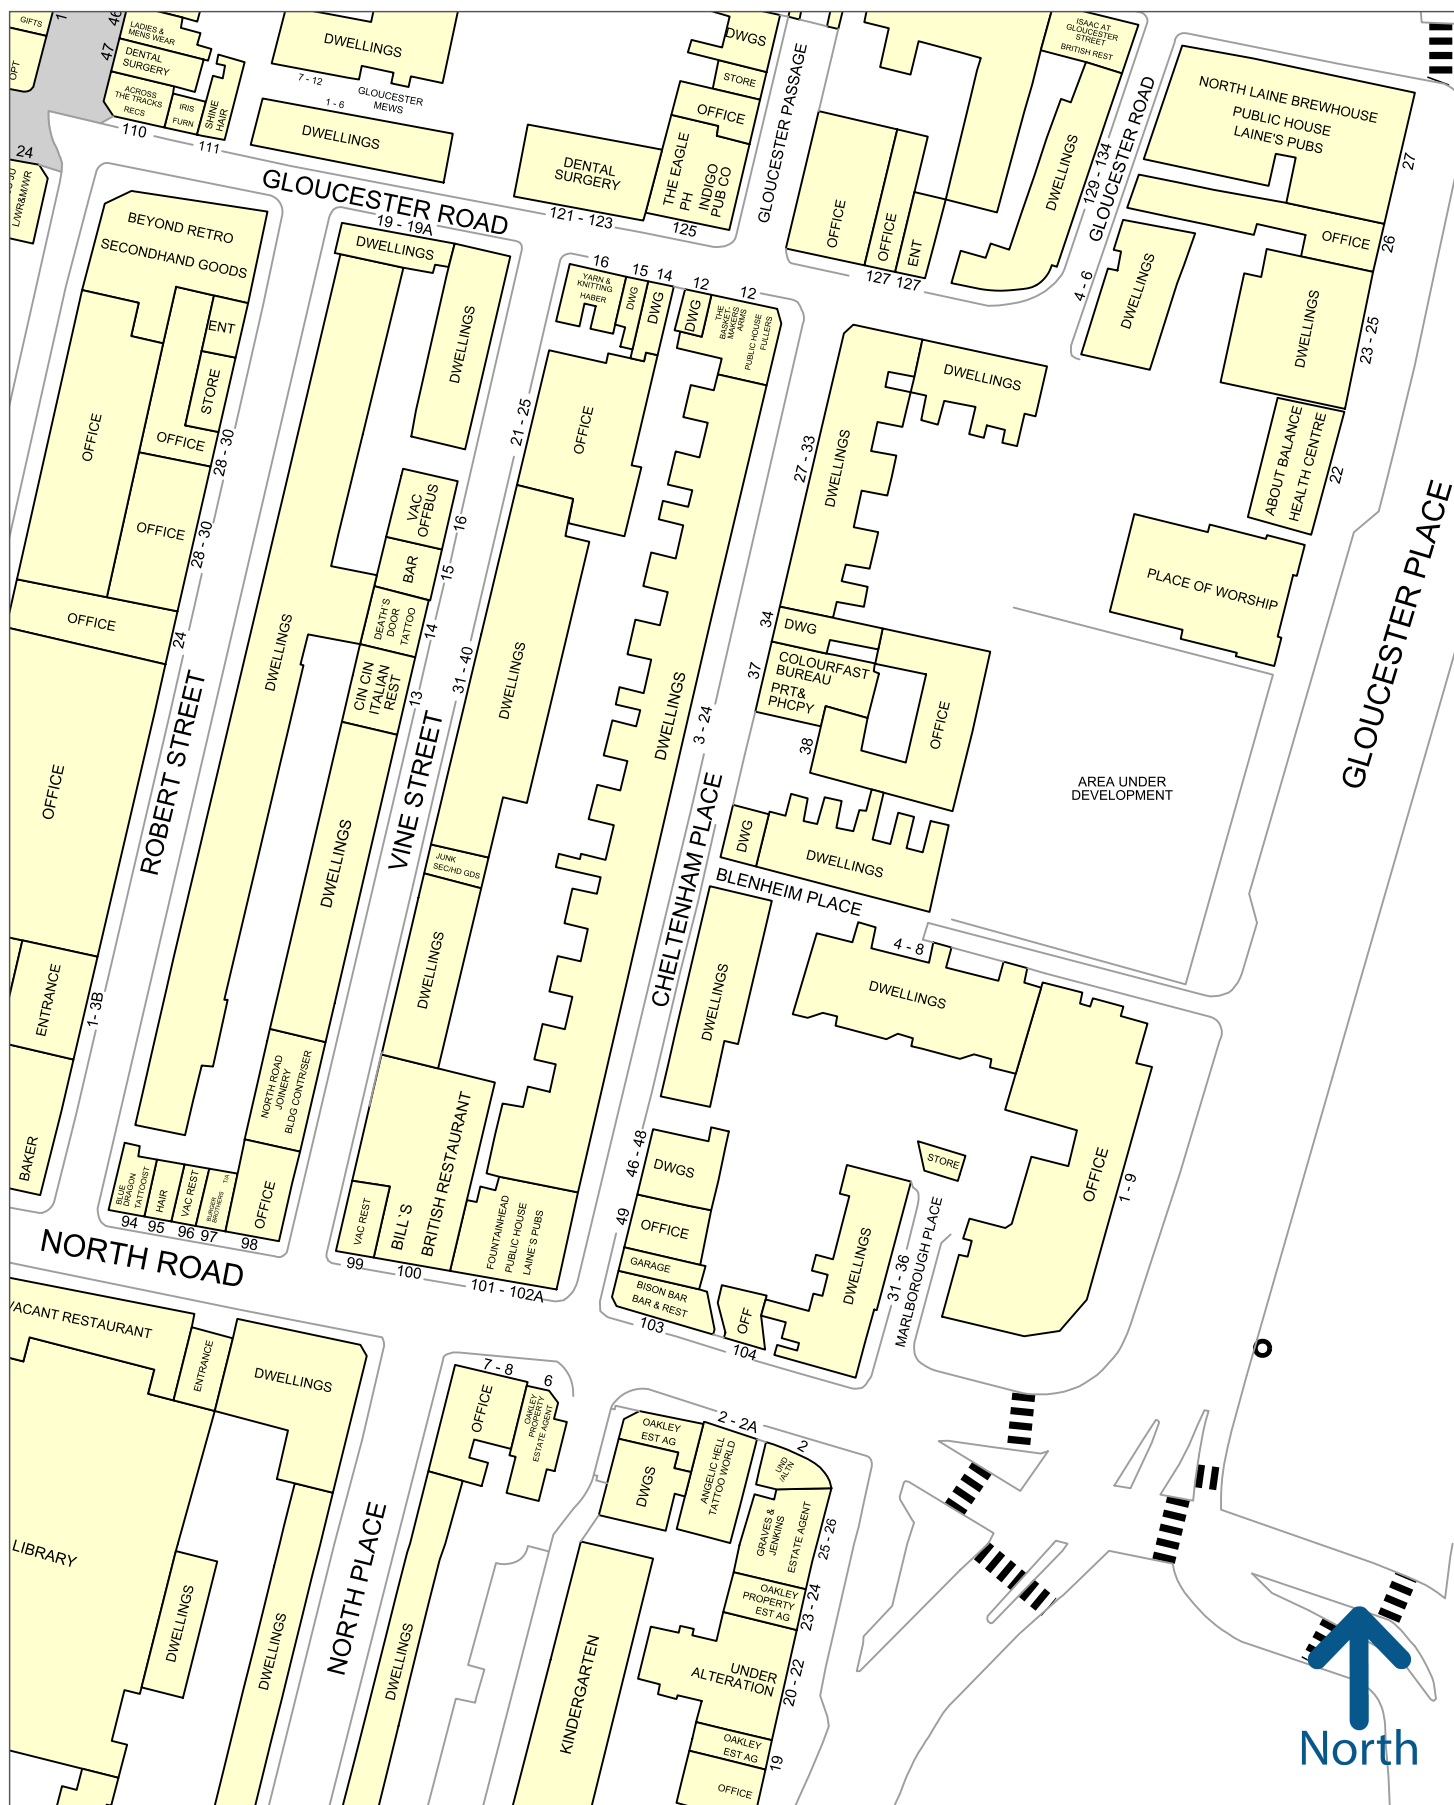 GIFTS
1
OPT
24
L/WR&M/WR
46
47
LADIES &
MENS WEAR
DENTAL
SURGERY
ACROSS
THE TRACKS
RECS
IRIS
FURN
SHINE
HAIR
110
111
DWELLINGS
7 - 12
GLOUCESTER
MEWS
1 - 6
DWELLINGS
GLOUCESTER ROAD
DENTAL
SURGERY
121 - 123
DWGS
STORE
OFFICE
THE EAGLE
PH
INDIGO
PUB CO
125
GLOUCESTER PASSAGE
OFFICE
OFFICE
ENT
127
127
ISAAC AT
GLOUCESTER
STREET
BRITISH REST
DWELLINGS
129 - 134
GLOUCESTER ROAD
4 - 6
DWELLINGS
NORTH LAINE BREWHOUSE
PUBLIC HOUSE
LAINE'S PUBS
27
OFFICE
26
DWELLINGS
23 - 25
ABOUT BALANCE
HEALTH CENTRE
22
PLACE OF WORSHIP
GLOUCESTER PLACE
AREA UNDER
DEVELOPMENT
BEYOND RETRO
SECONDHAND GOODS
ENT
STORE
OFFICE
OFFICE
28 - 30
OFFICE
28 - 30
OFFICE
24
OFFICE
ROBERT STREET
ENTRANCE
1- 3B
BAKER
19 - 19A
DWELLINGS
DWELLINGS
VAC
OFFBUS
16
BAR
15
DEATH'S
DOOR
TATTOO
14
CIN CIN
ITALIAN
REST
13
DWELLINGS
DWELLINGS
VINE STREET
NORTH ROAD
JOINERY
BLDG CONTR/SER
BLUE
DRAGON
TATTOOIST
HAIR
VAC REST
BURGER
BROTHERS
T/A
OFFICE
94
95
96
97
98
NORTH ROAD
16
15
14
12
12
YARN &
KNITTING
HABER
DWG
DWG
DWG
THE
BASKET-
MAKERS
ARMS
PUBLIC HOUSE
FULLERS
OFFICE
21 - 25
DWELLINGS
31 - 40
JUNK
SEC/HD GDS
DWELLINGS
DWELLINGS
3 - 24
CHELTENHAM PLACE
VAC REST
BILL'S
BRITISH RESTAURANT
FOUNTAINHEAD
PUBLIC HOUSE
LAINE'S PUBS
99
100
101 - 102A
DWELLINGS
27 - 33
DWELLINGS
34
DWG
37
COLOURFAST
BUREAU
PRT&
PHCPY
38
OFFICE
DWG
DWELLINGS
BLENHEIM PLACE
DWELLINGS
4 - 8
DWELLINGS
OFFICE
1 - 9
STORE
46 - 48
DWGS
49
OFFICE
GARAGE
BISON BAR
BAR & REST
103
OFF
104
DWELLINGS
31 - 36
MARLBOROUGH PLACE
VACANT RESTAURANT
ENTRANCE
DWELLINGS
LIBRARY
DWELLINGS
DWELLINGS
NORTH PLACE
7 - 8
6
OFFICE
OAKLEY
PROPERTY
ESTATE AGENT
DWELLINGS
2 - 2A
2
OAKLEY
EST AG
DWGS
ANGELIC HELL
TATTOO WORLD
UND
/ALTN
GRAVES &
JENKINS
ESTATE AGENT
25 - 26
OAKLEY
PROPERTY
EST AG
23 - 24
UNDER
ALTERATION
20 - 22
OAKLEY
EST AG
19
OFFICE
KINDERGARTEN
North